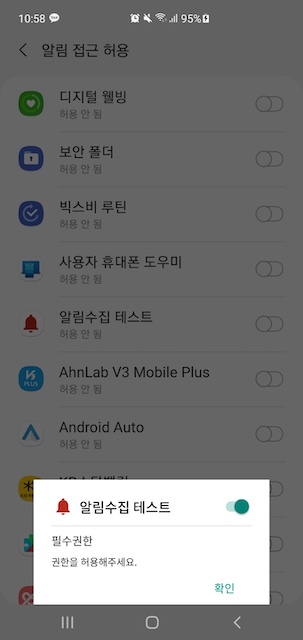 10:58
95%
알림 접근 허용
디지털 웰빙
허용 안 됨
보안 폴더
허용 안 됨
빅스비 루틴
허용 안 됨
사용자 휴대폰 도우미
허용 안 됨
알림수집 테스트
허용 안 됨
AhnLab V3 Mobile Plus
허용 안 됨
PLUS
Android Auto
허용 안 됨
알림수집 테스트
필수권한
권한을 허용해주세요.
확인